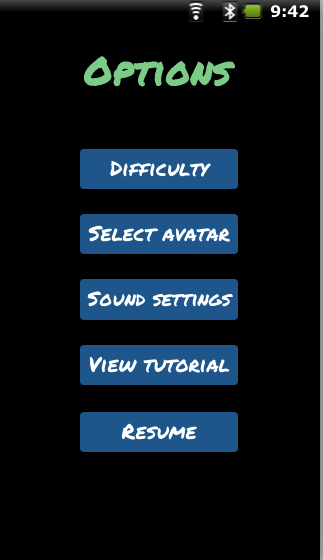 9:42
Options
Difficulty
Select avatar
Sound settings
View tutorial
Resume